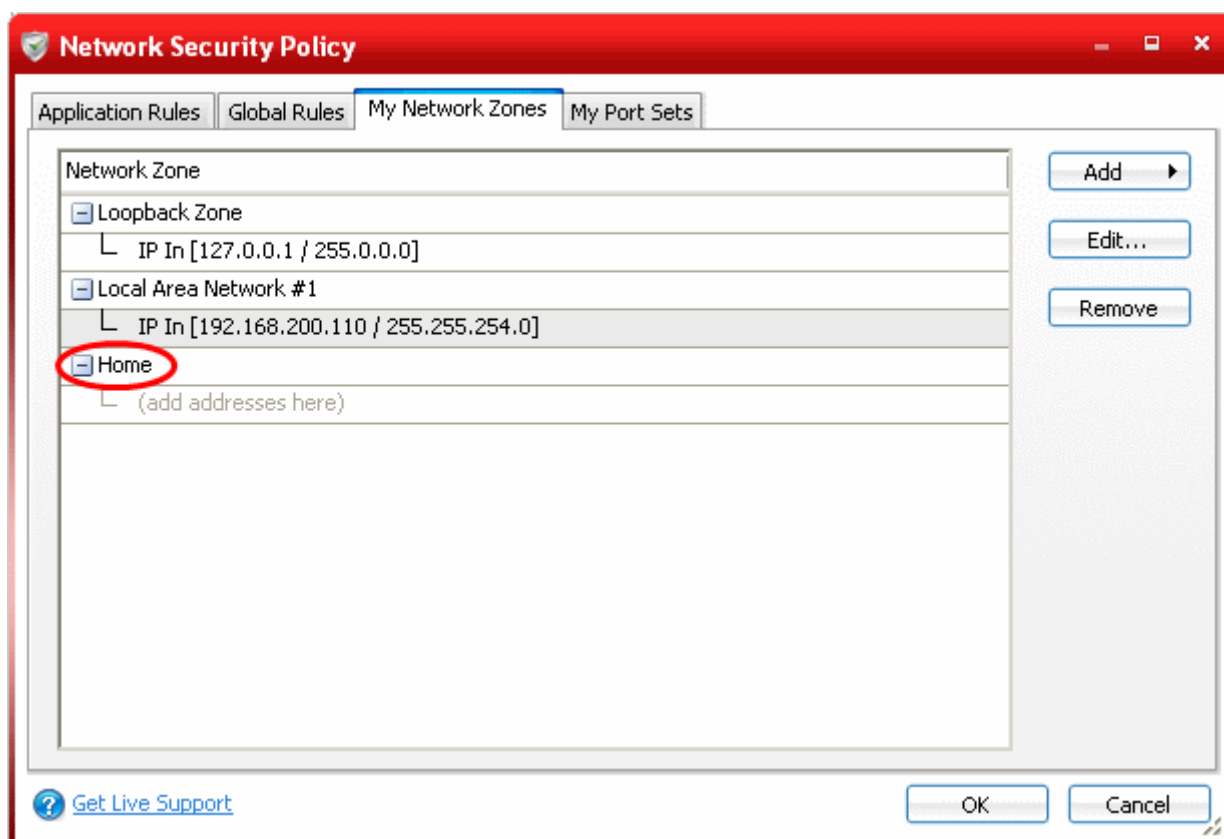 Network Security Policy
Application Rules
Global Rules
My Network Zones
My Port Sets
Network Zone
Add
Loopback Zone
IP In [127.0.0.1 / 255.0.0.0]
Edit...
Local Area Network #1
Remove
IP In [192.168.200.110 / 255.255.254.0]
Home
(add addresses here)
Get Live Support
OK
Cancel